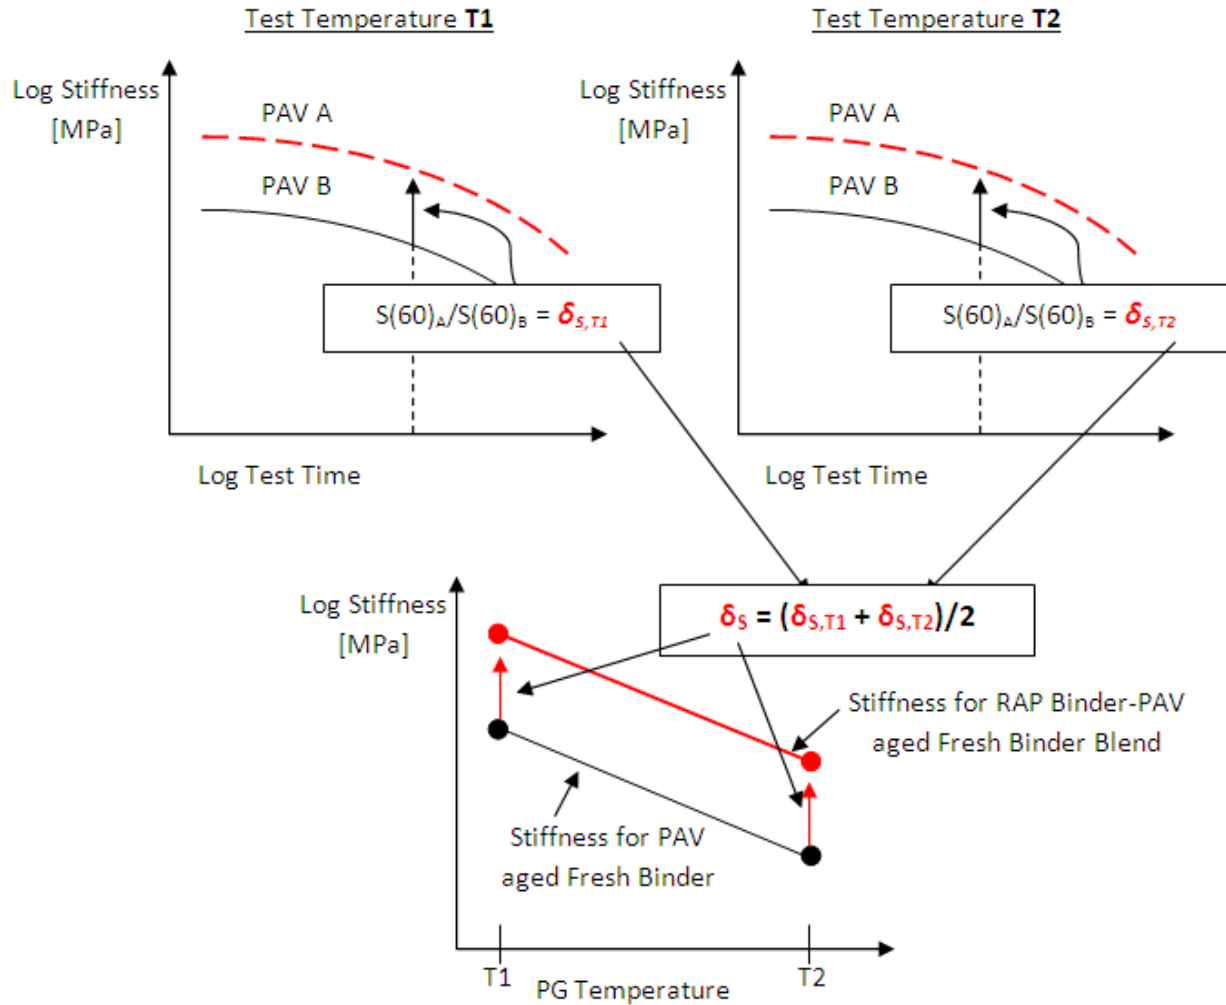 Test Temperature T1
Test Temperature T2
Log Stiffness
[MPa]
PAV A
PAV B
S(60)A/S(60)B = δS,T1
Log Test Time
Log Stiffness
[MPa]
PAV A
PAV B
S(60)A/S(60)B = δS,T2
Log Test Time
Log Stiffness
[MPa]
δS = (δS,T1 + δS,T2)/2
Stiffness for RAP Binder-PAV
aged Fresh Binder Blend
Stiffness for PAV
aged Fresh Binder
T1
T2
PG Temperature